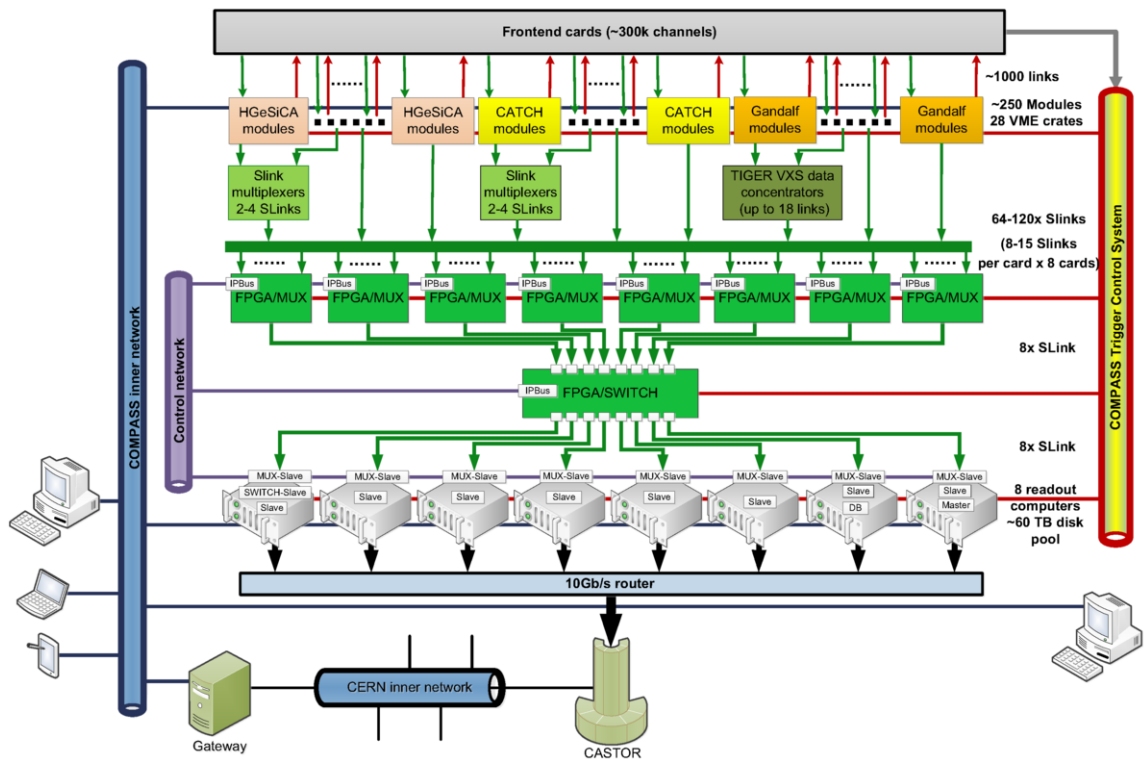 Frontend cards (~300k channels)
~1000 links
HGeSiCA
modules
HGeSiCA
modules
CATCH
modules
CATCH
modules
Gandalf
modules
Gandalf
modules
~250 Modules
28 VME crates
Slink
multiplexers
2-4 SLinks
Slink
multiplexers
2-4 SLinks
TIGER VXS data
concentrators
(up to 18 links)
64-120x Slinks
(8-15 Slinks
per card x 8 cards)
IPBus
FPGA/MUX
IPBus
FPGA/MUX
IPBus
FPGA/MUX
IPBus
FPGA/MUX
IPBus
FPGA/MUX
IPBus
FPGA/MUX
IPBus
FPGA/MUX
IPBus
FPGA/MUX
COMPASS inner network
Control network
COMPASS Trigger Control System
8x SLink
IPBus
FPGA/SWITCH
8x SLink
MUX-Slave
SWITCH-Slave
Slave
MUX-Slave
Slave
MUX-Slave
Slave
MUX-Slave
Slave
MUX-Slave
Slave
MUX-Slave
Slave
MUX-Slave
Slave
DB
MUX-Slave
Slave
Master
8 readout
computers
~60 TB disk
pool
10Gb/s router
CERN inner network
Gateway
CASTOR